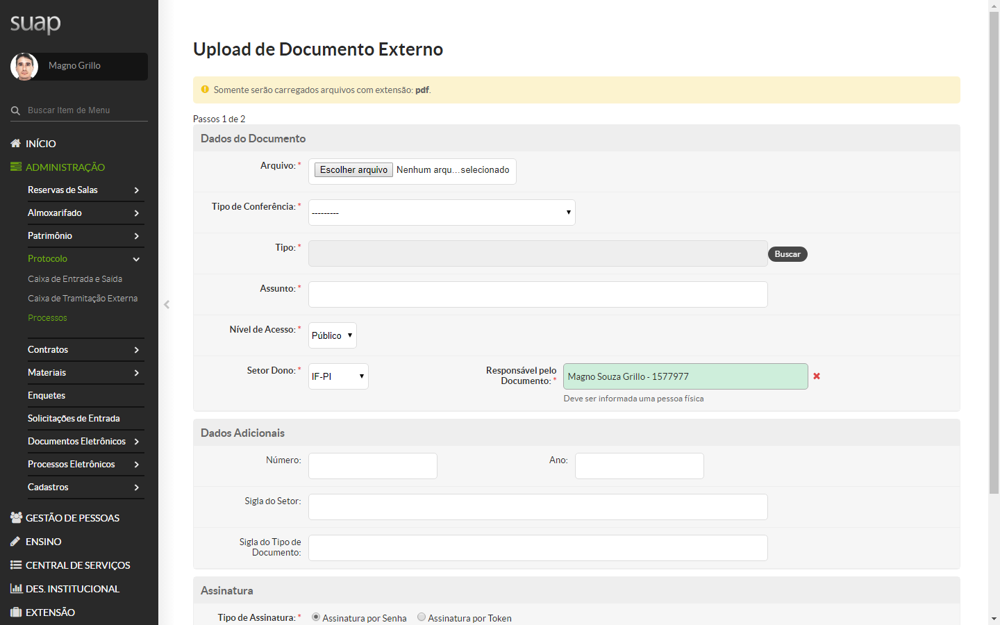 suap
Magno Grillo
Buscar Item de Menu
INÍCIO
ADMINISTRAÇÃO
Reservas de Salas
Almoxarifado
Patrimônio
Protocolo
Caixa de Entrada e Saída
Caixa de Tramitação Externa
Processos
Contratos
Materiais
Enquetes
Solicitações de Entrada
Documentos Eletrônicos
Processos Eletrônicos
Cadastros
GESTÃO DE PESSOAS
ENSINO
CENTRAL DE SERVIÇOS
DES. INSTITUCIONAL
EXTENSÃO
Upload de Documento Externo
Somente serão carregados arquivos com extensão: pdf.
Passos 1 de 2
Dados do Documento
Arquivo: * Escolher arquivo Nenhum arqu...selecionado
Tipo de Conferência: * ---------
Tipo: * Buscar
Assunto: *
Nível de Acesso: * Público
Setor Dono: * IF-PI
Responsável pelo
Documento: * Magno Souza Grillo - 1577977
Deve ser informada uma pessoa física
Dados Adicionais
Número: Ano:
Sigla do Setor:
Sigla do Tipo de
Documento:
Assinatura
Tipo de Assinatura: * Assinatura por Senha Assinatura por Token